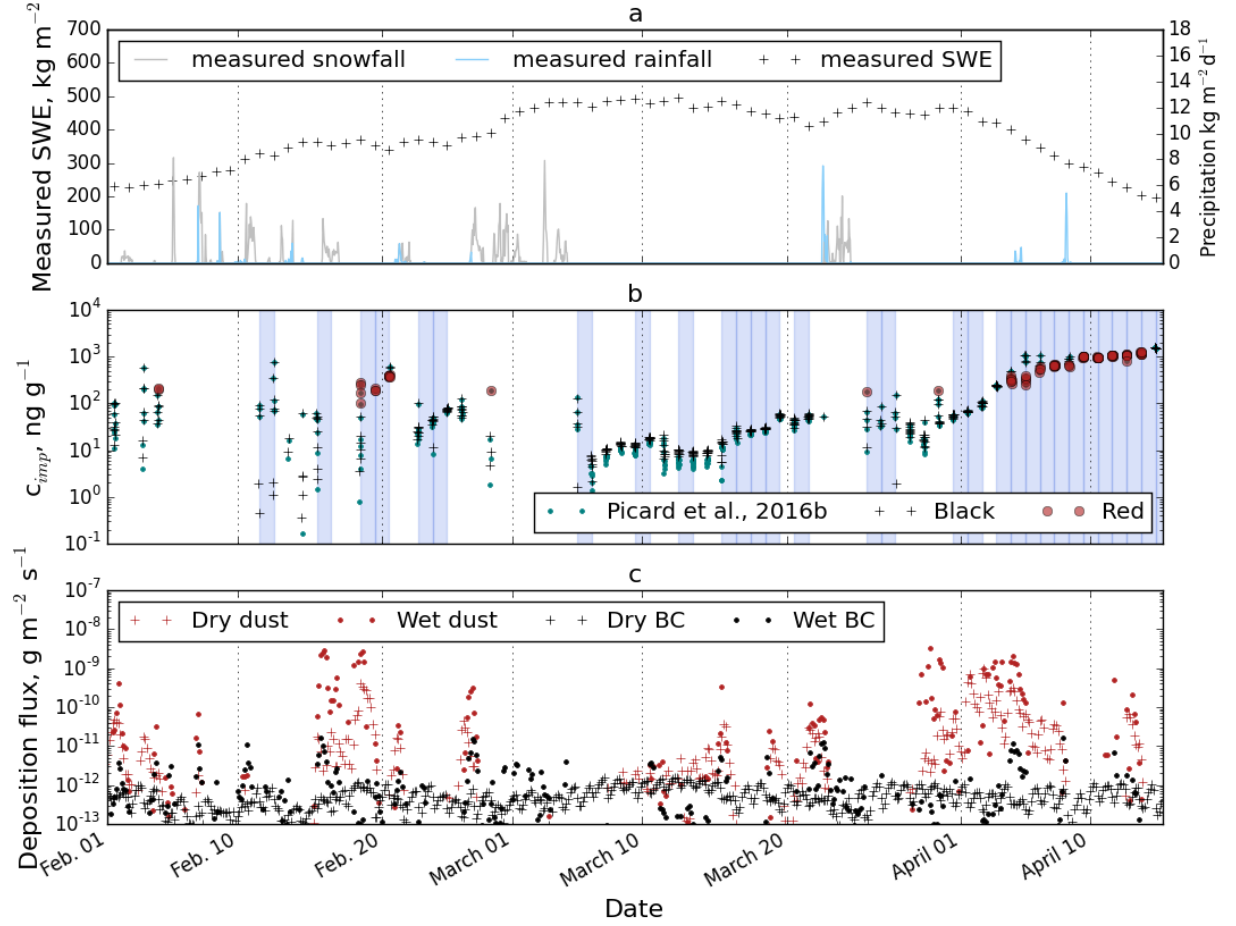 a
700
600
500
400
300
200
100
0
Measured SWE, kg m⁻²
measured snowfall measured rainfall measured SWE
18
16
14
12
10
8
6
4
2
0
Precipitation kg m⁻² d⁻¹
b
10⁴
10³
10²
10¹
10⁰
10⁻¹
c_imp, ng g⁻¹
Picard et al., 2016b Black Red
c
10⁻⁷
10⁻⁸
10⁻⁹
10⁻¹⁰
10⁻¹¹
10⁻¹²
10⁻¹³
Deposition flux, g m⁻² s⁻¹
Dry dust Wet dust Dry BC Wet BC
Feb. 01 Feb. 10 Feb. 20 March 01 March 10 March 20 April 01 April 10
Date